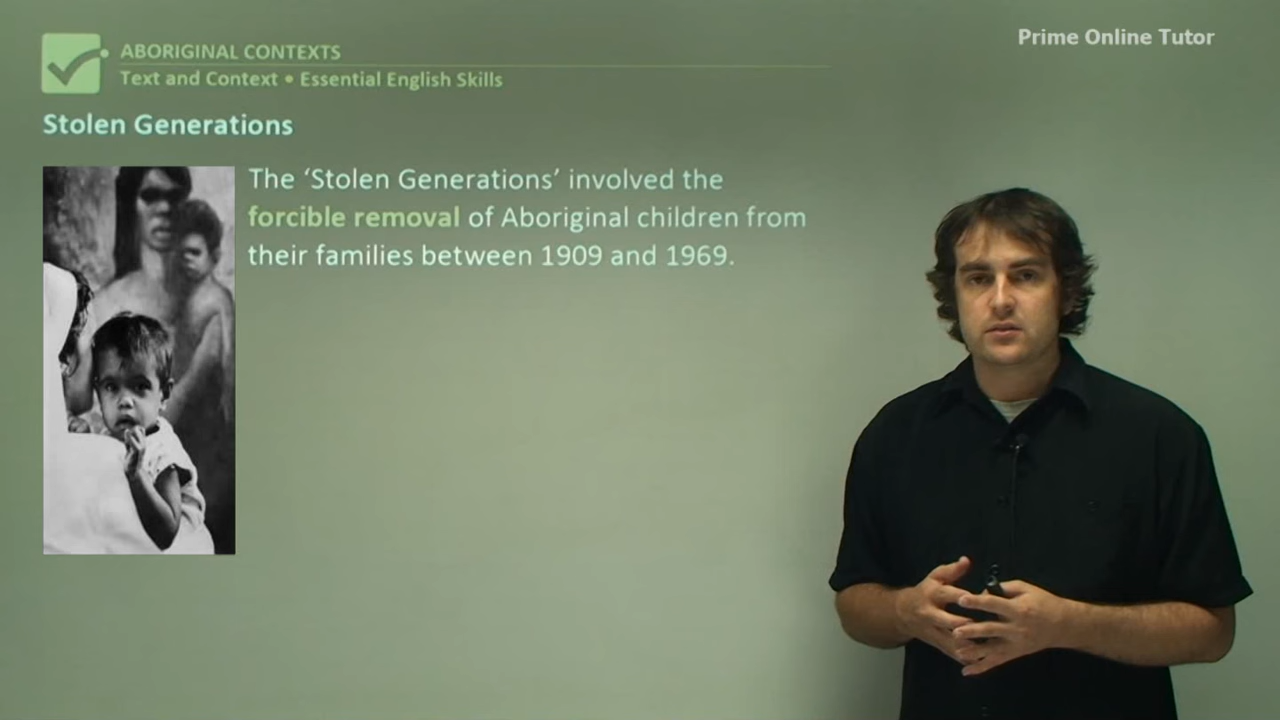 Prime Online Tutor
ABORIGINAL CONTEXTS
Text and Context • Essential English Skills
Stolen Generations
The ‘Stolen Generations’ involved the
forcible removal of Aboriginal children from
their families between 1909 and 1969.